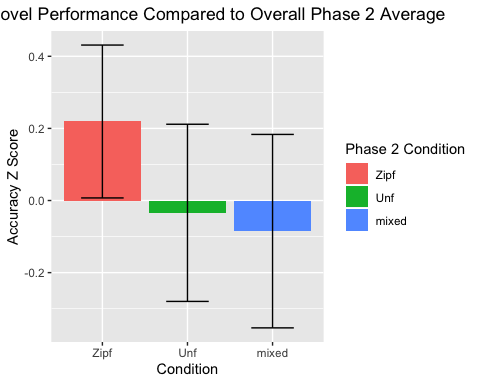 ovel Performance Compared to Overall Phase 2 Average
0.4
0.2
0.0
-0.2
Accuracy Z Score
Zipf
Unf
mixed
Condition
Phase 2 Condition
Zipf
Unf
mixed